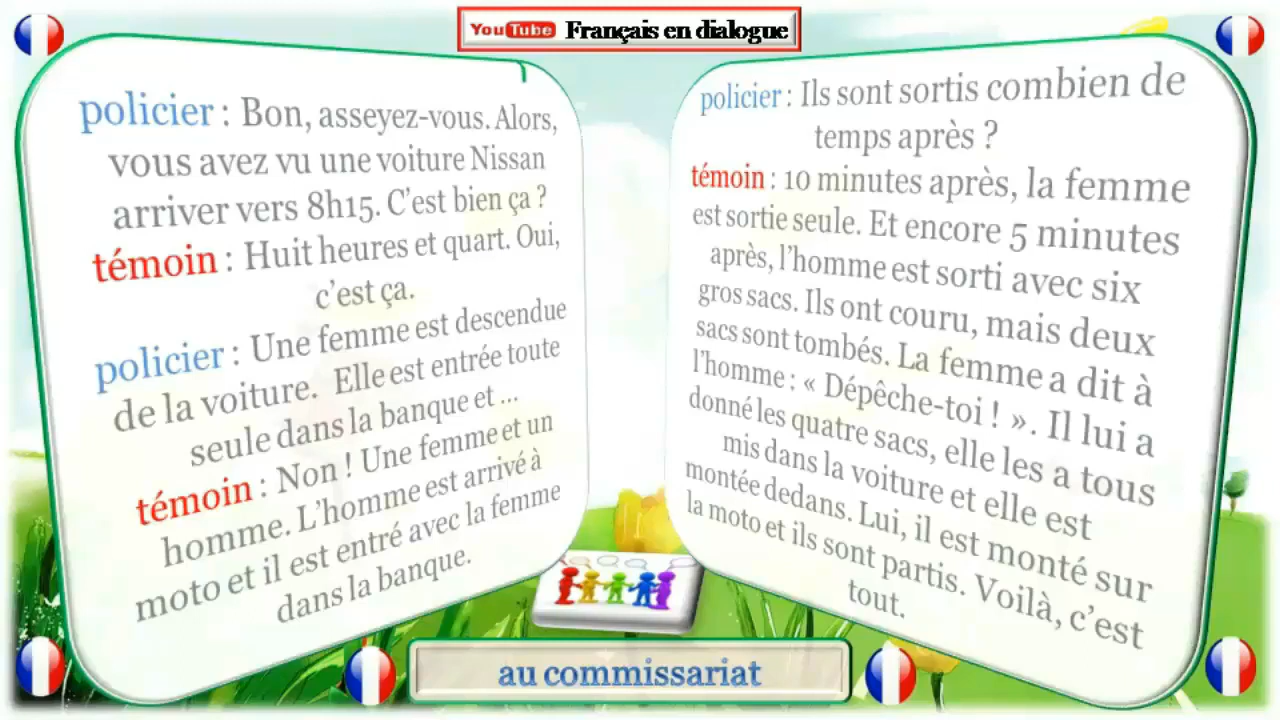 YouTube Français en dialogue
policier : Bon, asseyez-vous. Alors,
vous avez vu une voiture Nissan
arriver vers 8h15. C'est bien ça ?
témoin : Huit heures et quart. Oui,
c'est ça.
policier : Une femme est descendue
de la voiture. Elle est entrée toute
seule dans la banque et ...
témoin : Non ! Une femme et un
homme. L'homme est arrivé à
moto et il est entré avec la femme
dans la banque.
policier : Ils sont sortis combien de
temps après ?
témoin : 10 minutes après, la femme
est sortie seule. Et encore 5 minutes
après, l'homme est sorti avec six
gros sacs. Ils ont couru, mais deux
sacs sont tombés. La femme a dit à
l'homme : « Dépêche-toi ! ». Il lui a
donné les quatre sacs, elle les a tous
mis dans la voiture et elle est
montée dedans. Lui, il est monté sur
la moto et ils sont partis. Voilà, c'est
tout.
au commissariat